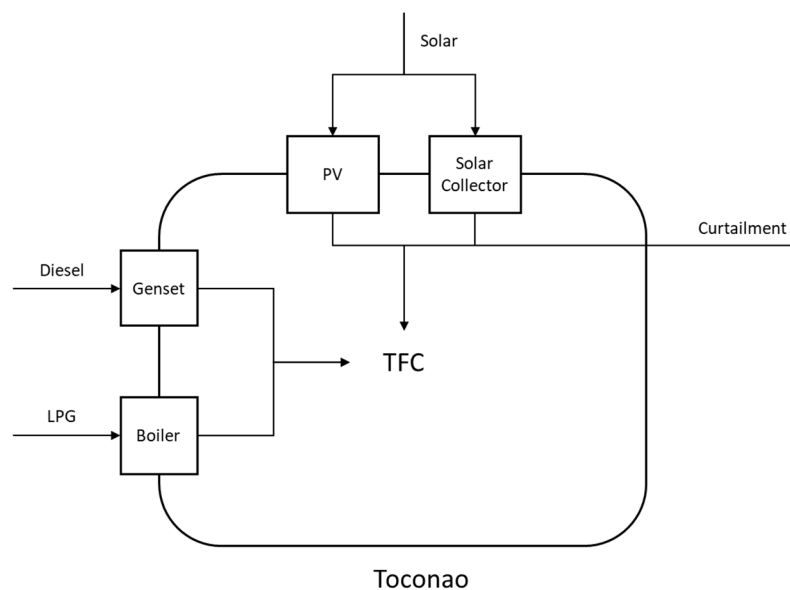 Solar
PV
Solar
Collector
Curtailment
Diesel
Genset
TFC
LPG
Boiler
Toconao